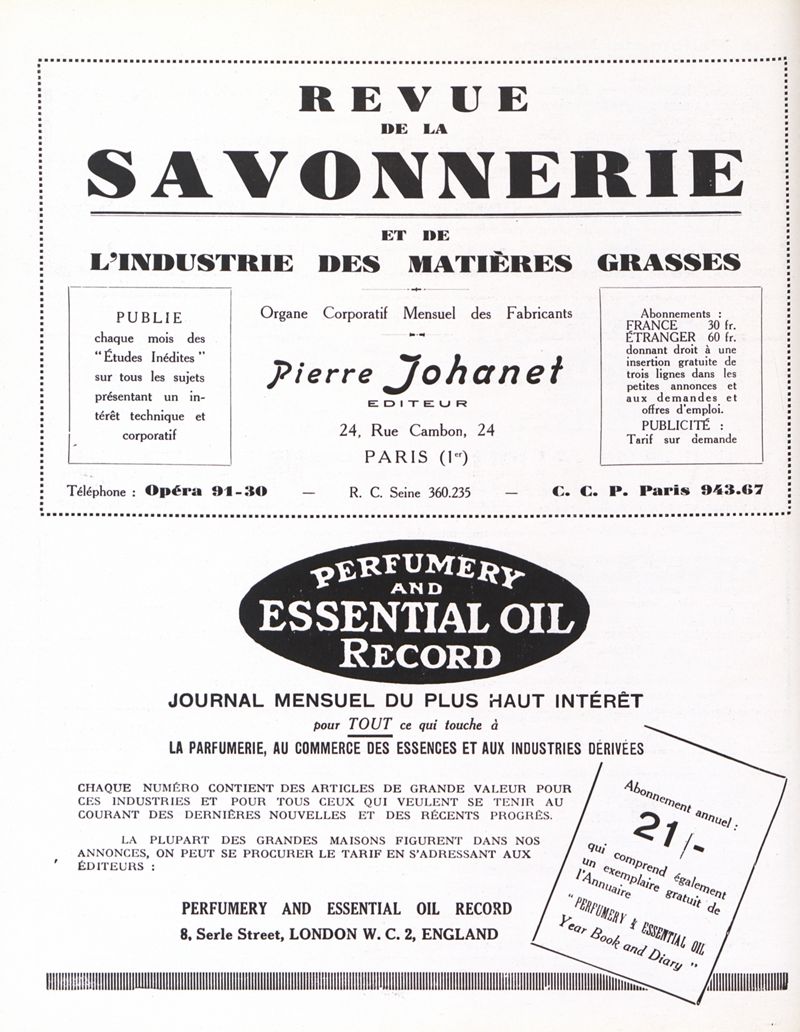 REVUE
DE LA
SAVONNERIE
ET DE
L'INDUSTRIE DES MATIÈRES GRASSES
PUBLIE
chaque mois des
"Études Inédites"
sur tous les sujets
présentant un in-
térêt technique et
corporatif
Organe Corporatif Mensuel des Fabricants
Pierre Johanet
EDITEUR
24, Rue Cambon, 24
PARIS (1er)
Abonnements :
FRANCE 30 fr.
ÉTRANGER 60 fr.
donnant droit à une
insertion gratuite de
trois lignes dans les
petites annonces et
aux demandes et
offres d'emploi.
PUBLICITÉ :
Tarif sur demande
Téléphone : Opéra 91-30 — R. C. Seine 360.235 — C. C. P. Paris 943.67
PERFUMERY
AND
ESSENTIAL OIL
RECORD
JOURNAL MENSUEL DU PLUS HAUT INTÉRÊT
pour TOUT ce qui touche à
LA PARFUMERIE, AU COMMERCE DES ESSENCES ET AUX INDUSTRIES DÉRIVÉES
CHAQUE NUMÉRO CONTIENT DES ARTICLES DE GRANDE VALEUR POUR
CES INDUSTRIES ET POUR TOUS CEUX QUI VEULENT SE TENIR AU
COURANT DES DERNIÈRES NOUVELLES ET DES RÉCENTS PROGRÈS.
LA PLUPART DES GRANDES MAISONS FIGURENT DANS NOS
ANNONCES, ON PEUT SE PROCURER LE TARIF EN S'ADRESSANT AUX
ÉDITEURS :
PERFUMERY AND ESSENTIAL OIL RECORD
8, Serle Street, LONDON W. C. 2, ENGLAND
Abonnement annuel :
21/-
qui comprend également
un exemplaire gratuit de
l'Annuaire
"PERFUMERY & ESSENTIAL OIL
Year Book and Diary"